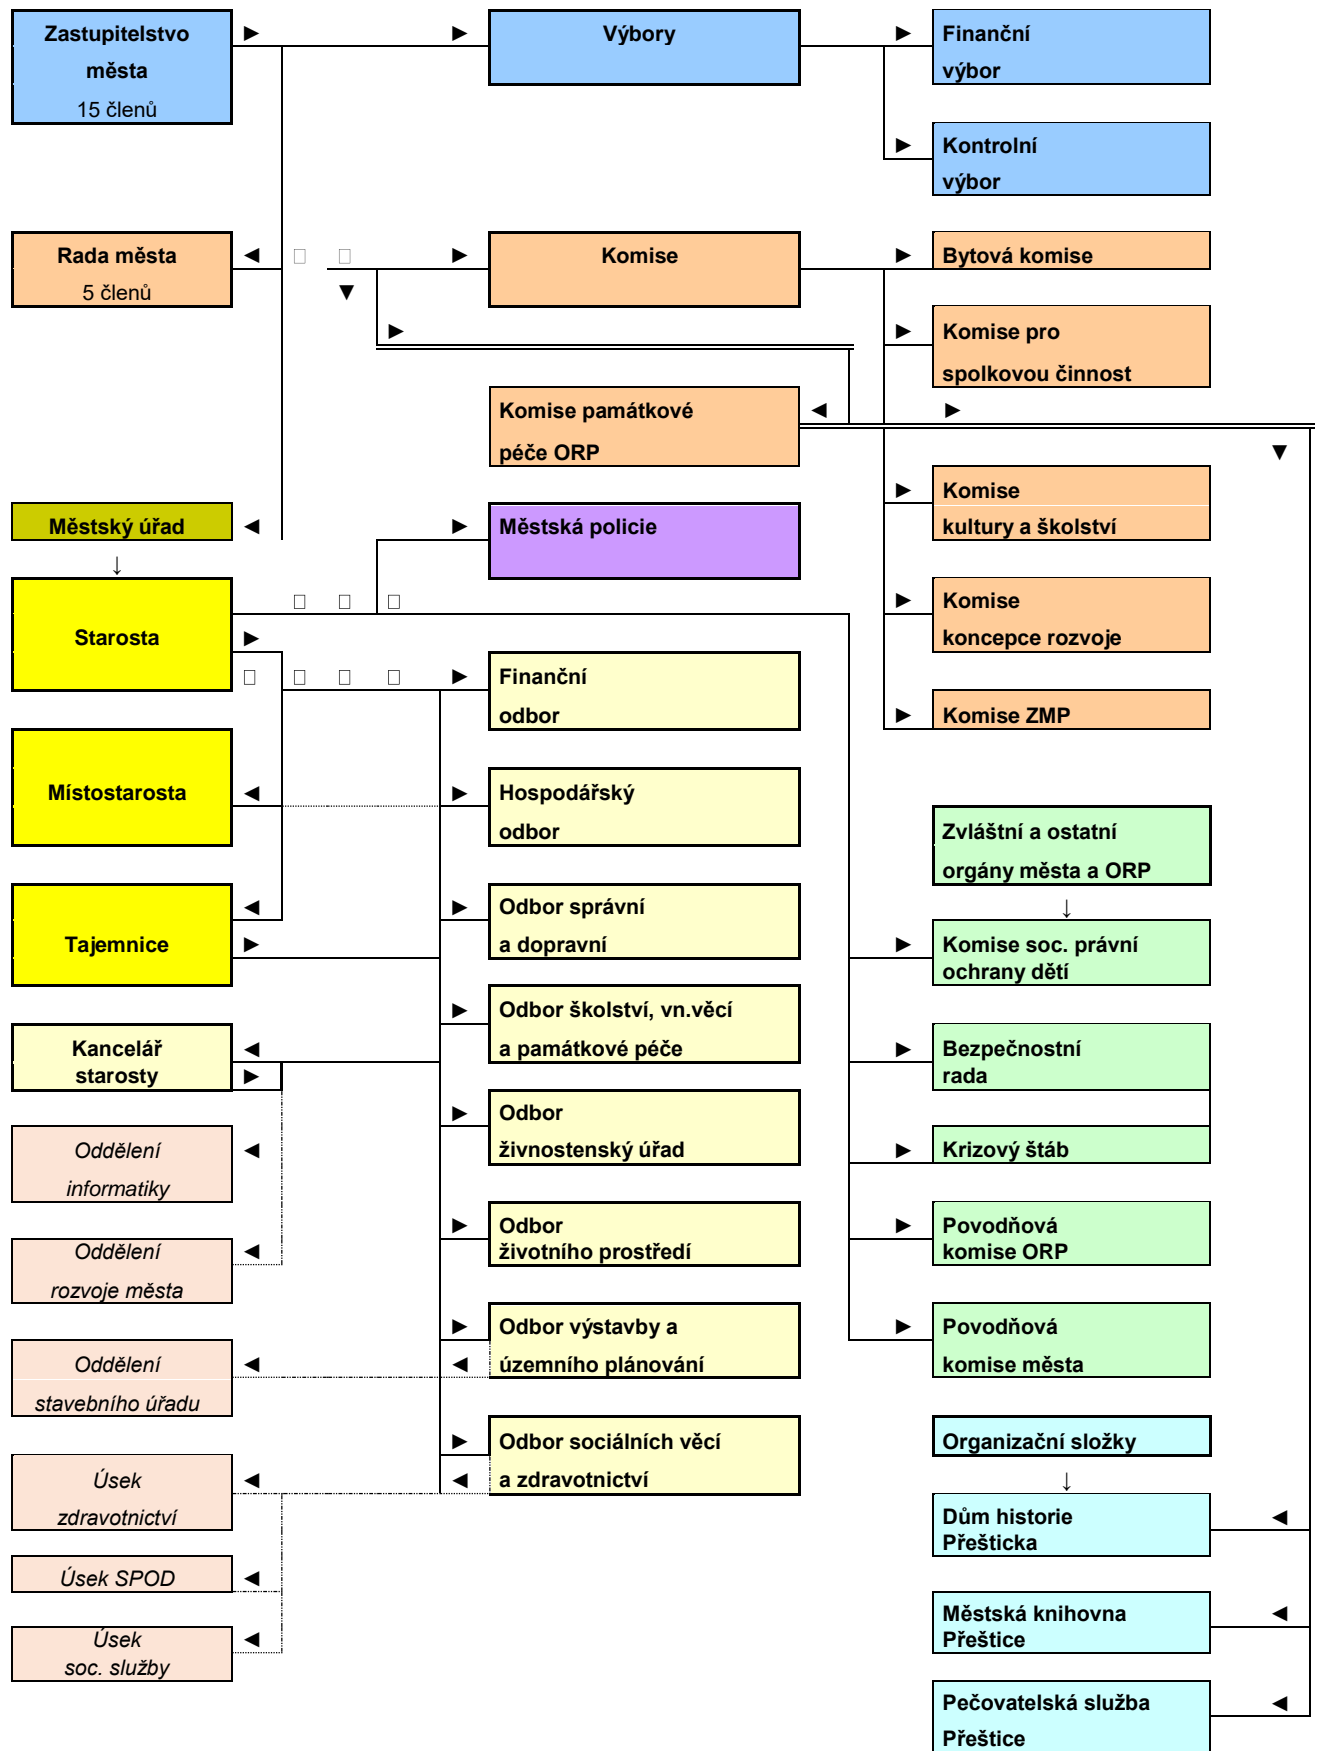 Zastupitelstvo
města
15 členů
Výbory
Finanční
výbor
Kontrolní
výbor
Rada města
5 členů
Komise
Bytová komise
Komise pro
spolkovou činnost
Komise památkové
péče ORP
Komise
kultury a školství
Městský úřad
↓
Městská policie
Starosta
Komise
koncepce rozvoje
Finanční
odbor
Komise ZMP
Místostarosta
Hospodářský
odbor
Zvláštní a ostatní
orgány města a ORP
↓
Tajemnice
Odbor správní
a dopravní
Komise soc. právní
ochrany dětí
Kancelář
starosty
Odbor školství, vn.věcí
a památkové péče
Bezpečnostní
rada
Oddělení
informatiky
Odbor
živnostenský úřad
Krizový štáb
Oddělení
rozvoje města
Odbor
životního prostředí
Povodňová
komise ORP
Oddělení
stavebního úřadu
Odbor výstavby a
územního plánování
Povodňová
komise města
Úsek
zdravotnictví
Odbor sociálních věcí
a zdravotnictví
Organizační složky
↓
Dům historie
Přešticka
Úsek SPOD
Úsek
soc. služby
Městská knihovna
Přeštice
Pečovatelská služba
Přeštice